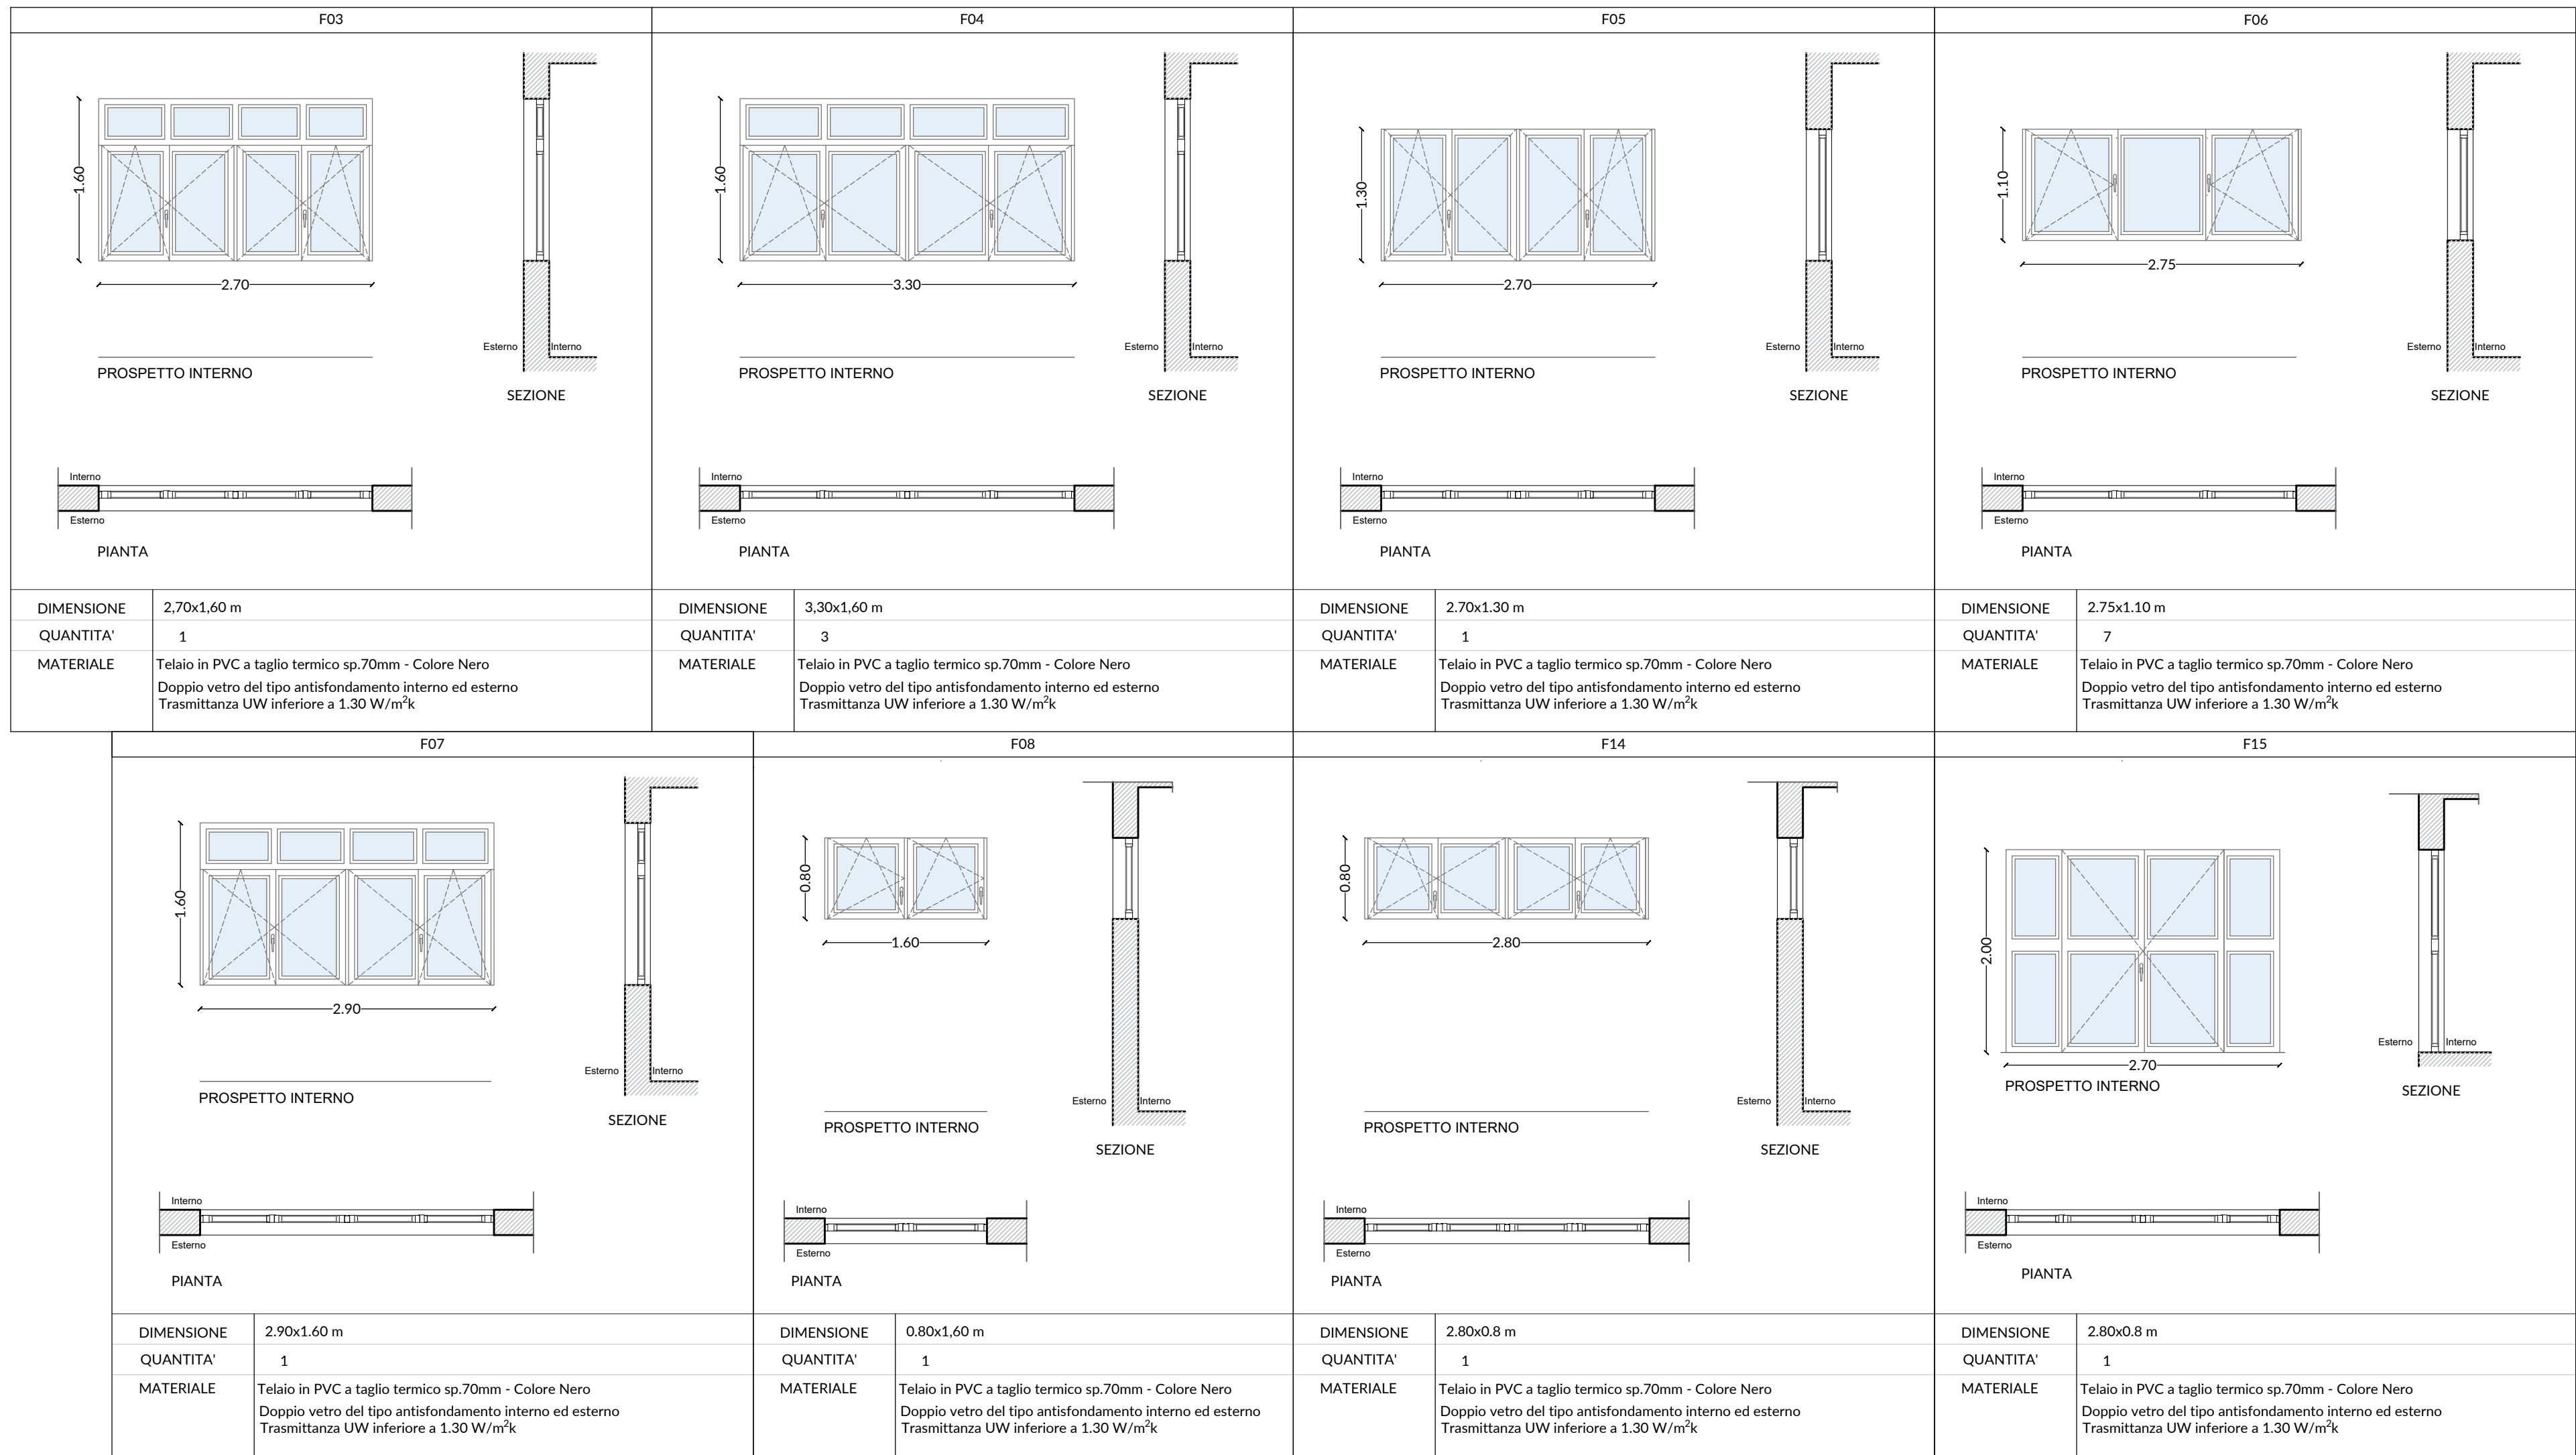 F03
1.60
2.70
Esterno Interno
PROSPETTO INTERNO
SEZIONE
Interno
Esterno
PIANTA
DIMENSIONE 2,70x1,60 m
QUANTITA' 1
MATERIALE Telaio in PVC a taglio termico sp.70mm - Colore Nero
Doppio vetro del tipo antisfondamento interno ed esterno
Trasmittanza UW inferiore a 1.30 W/m²k
F04
1.60
3.30
Esterno Interno
PROSPETTO INTERNO
SEZIONE
Interno
Esterno
PIANTA
DIMENSIONE 3,30x1,60 m
QUANTITA' 3
MATERIALE Telaio in PVC a taglio termico sp.70mm - Colore Nero
Doppio vetro del tipo antisfondamento interno ed esterno
Trasmittanza UW inferiore a 1.30 W/m²k
F05
1.30
2.70
Esterno Interno
PROSPETTO INTERNO
SEZIONE
Interno
Esterno
PIANTA
DIMENSIONE 2.70x1.30 m
QUANTITA' 1
MATERIALE Telaio in PVC a taglio termico sp.70mm - Colore Nero
Doppio vetro del tipo antisfondamento interno ed esterno
Trasmittanza UW inferiore a 1.30 W/m²k
F06
1.10
2.75
Esterno Interno
PROSPETTO INTERNO
SEZIONE
Interno
Esterno
PIANTA
DIMENSIONE 2.75x1.10 m
QUANTITA' 7
MATERIALE Telaio in PVC a taglio termico sp.70mm - Colore Nero
Doppio vetro del tipo antisfondamento interno ed esterno
Trasmittanza UW inferiore a 1.30 W/m²k
F07
1.60
2.90
Esterno Interno
PROSPETTO INTERNO
SEZIONE
Interno
Esterno
PIANTA
DIMENSIONE 2.90x1.60 m
QUANTITA' 1
MATERIALE Telaio in PVC a taglio termico sp.70mm - Colore Nero
Doppio vetro del tipo antisfondamento interno ed esterno
Trasmittanza UW inferiore a 1.30 W/m²k
F08
0.80
1.60
Esterno Interno
PROSPETTO INTERNO
SEZIONE
Interno
Esterno
PIANTA
DIMENSIONE 0.80x1,60 m
QUANTITA' 1
MATERIALE Telaio in PVC a taglio termico sp.70mm - Colore Nero
Doppio vetro del tipo antisfondamento interno ed esterno
Trasmittanza UW inferiore a 1.30 W/m²k
F14
0.80
2.80
Esterno Interno
PROSPETTO INTERNO
SEZIONE
Interno
Esterno
PIANTA
DIMENSIONE 2.80x0.8 m
QUANTITA' 1
MATERIALE Telaio in PVC a taglio termico sp.70mm - Colore Nero
Doppio vetro del tipo antisfondamento interno ed esterno
Trasmittanza UW inferiore a 1.30 W/m²k
F15
2.00
2.70
Esterno Interno
PROSPETTO INTERNO
SEZIONE
Interno
Esterno
PIANTA
DIMENSIONE 2.80x0.8 m
QUANTITA' 1
MATERIALE Telaio in PVC a taglio termico sp.70mm - Colore Nero
Doppio vetro del tipo antisfondamento interno ed esterno
Trasmittanza UW inferiore a 1.30 W/m²k